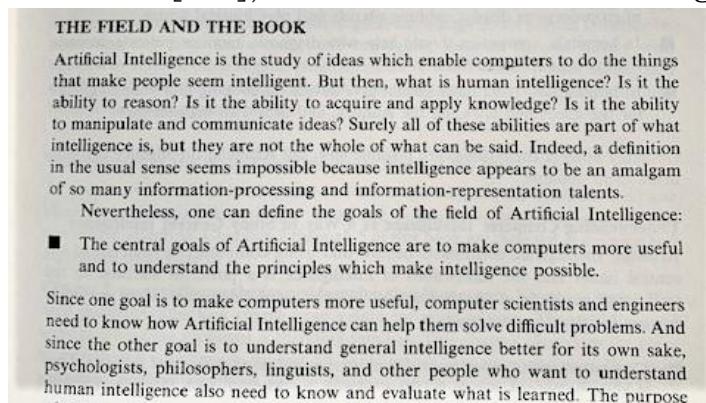 THE FIELD AND THE BOOK
Artificial Intelligence is the study of ideas which enable computers to do the things
that make people seem intelligent. But then, what is human intelligence? Is it the
ability to reason? Is it the ability to acquire and apply knowledge? Is it the ability
to manipulate and communicate ideas? Surely all of these abilities are part of what
intelligence is, but they are not the whole of what can be said. Indeed, a definition
in the usual sense seems impossible because intelligence appears to be an amalgam
of so many information-processing and information-representation talents.
Nevertheless, one can define the goals of the field of Artificial Intelligence:
■ The central goals of Artificial Intelligence are to make computers more useful
and to understand the principles which make intelligence possible.
Since one goal is to make computers more useful, computer scientists and engineers
need to know how Artificial Intelligence can help them solve difficult problems. And
since the other goal is to understand general intelligence better for its own sake,
psychologists, philosophers, linguists, and other people who want to understand
human intelligence also need to know and evaluate what is learned. The purpose